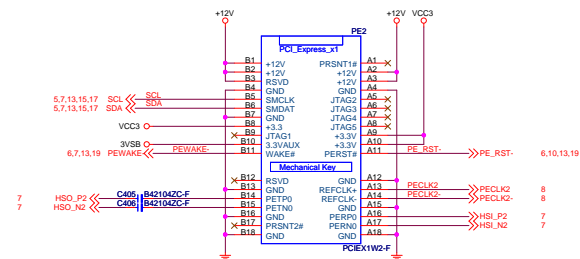 +12V +12V VCC3
PE2
PCI_Express_x1
B1 +12V PRSNT1# A1
B2 +12V +12V A2
B3 RSVD +12V A3
B4 GND GND A4
5,7,13,15,17 SCL SCL B5 SMCLK JTAG2 A5
5,7,13,15,17 SDA SDA B6 SMDAT JTAG3 A6
B7 GND JTAG4 A7
VCC3 B8 +3.3 JTAG5 A8
B9 JTAG1 +3.3V A9
3VSB B10 3.3VAUX +3.3V A10
6,7,13,19 PEWAKE- PEWAKE- B11 WAKE# PERST# A11 PE_RST- PE_RST- 6,10,13,19
Mechanical Key
B12 RSVD GND A12
B13 GND REFCLK+ A13 PECLK2 PECLK2 8
7 HSO_P2 C405 B42104ZC-F B14 PETP0 REFCLK- A14 PECLK2- PECLK2- 8
7 HSO_N2 C406 B42104ZC-F B15 PETN0 GND A15
B16 GND PERP0 A16 HSI_P2 7
B17 PRSNT2# PERN0 A17 HSI_N2 7
B18 GND GND A18
PCIEX1W2-F